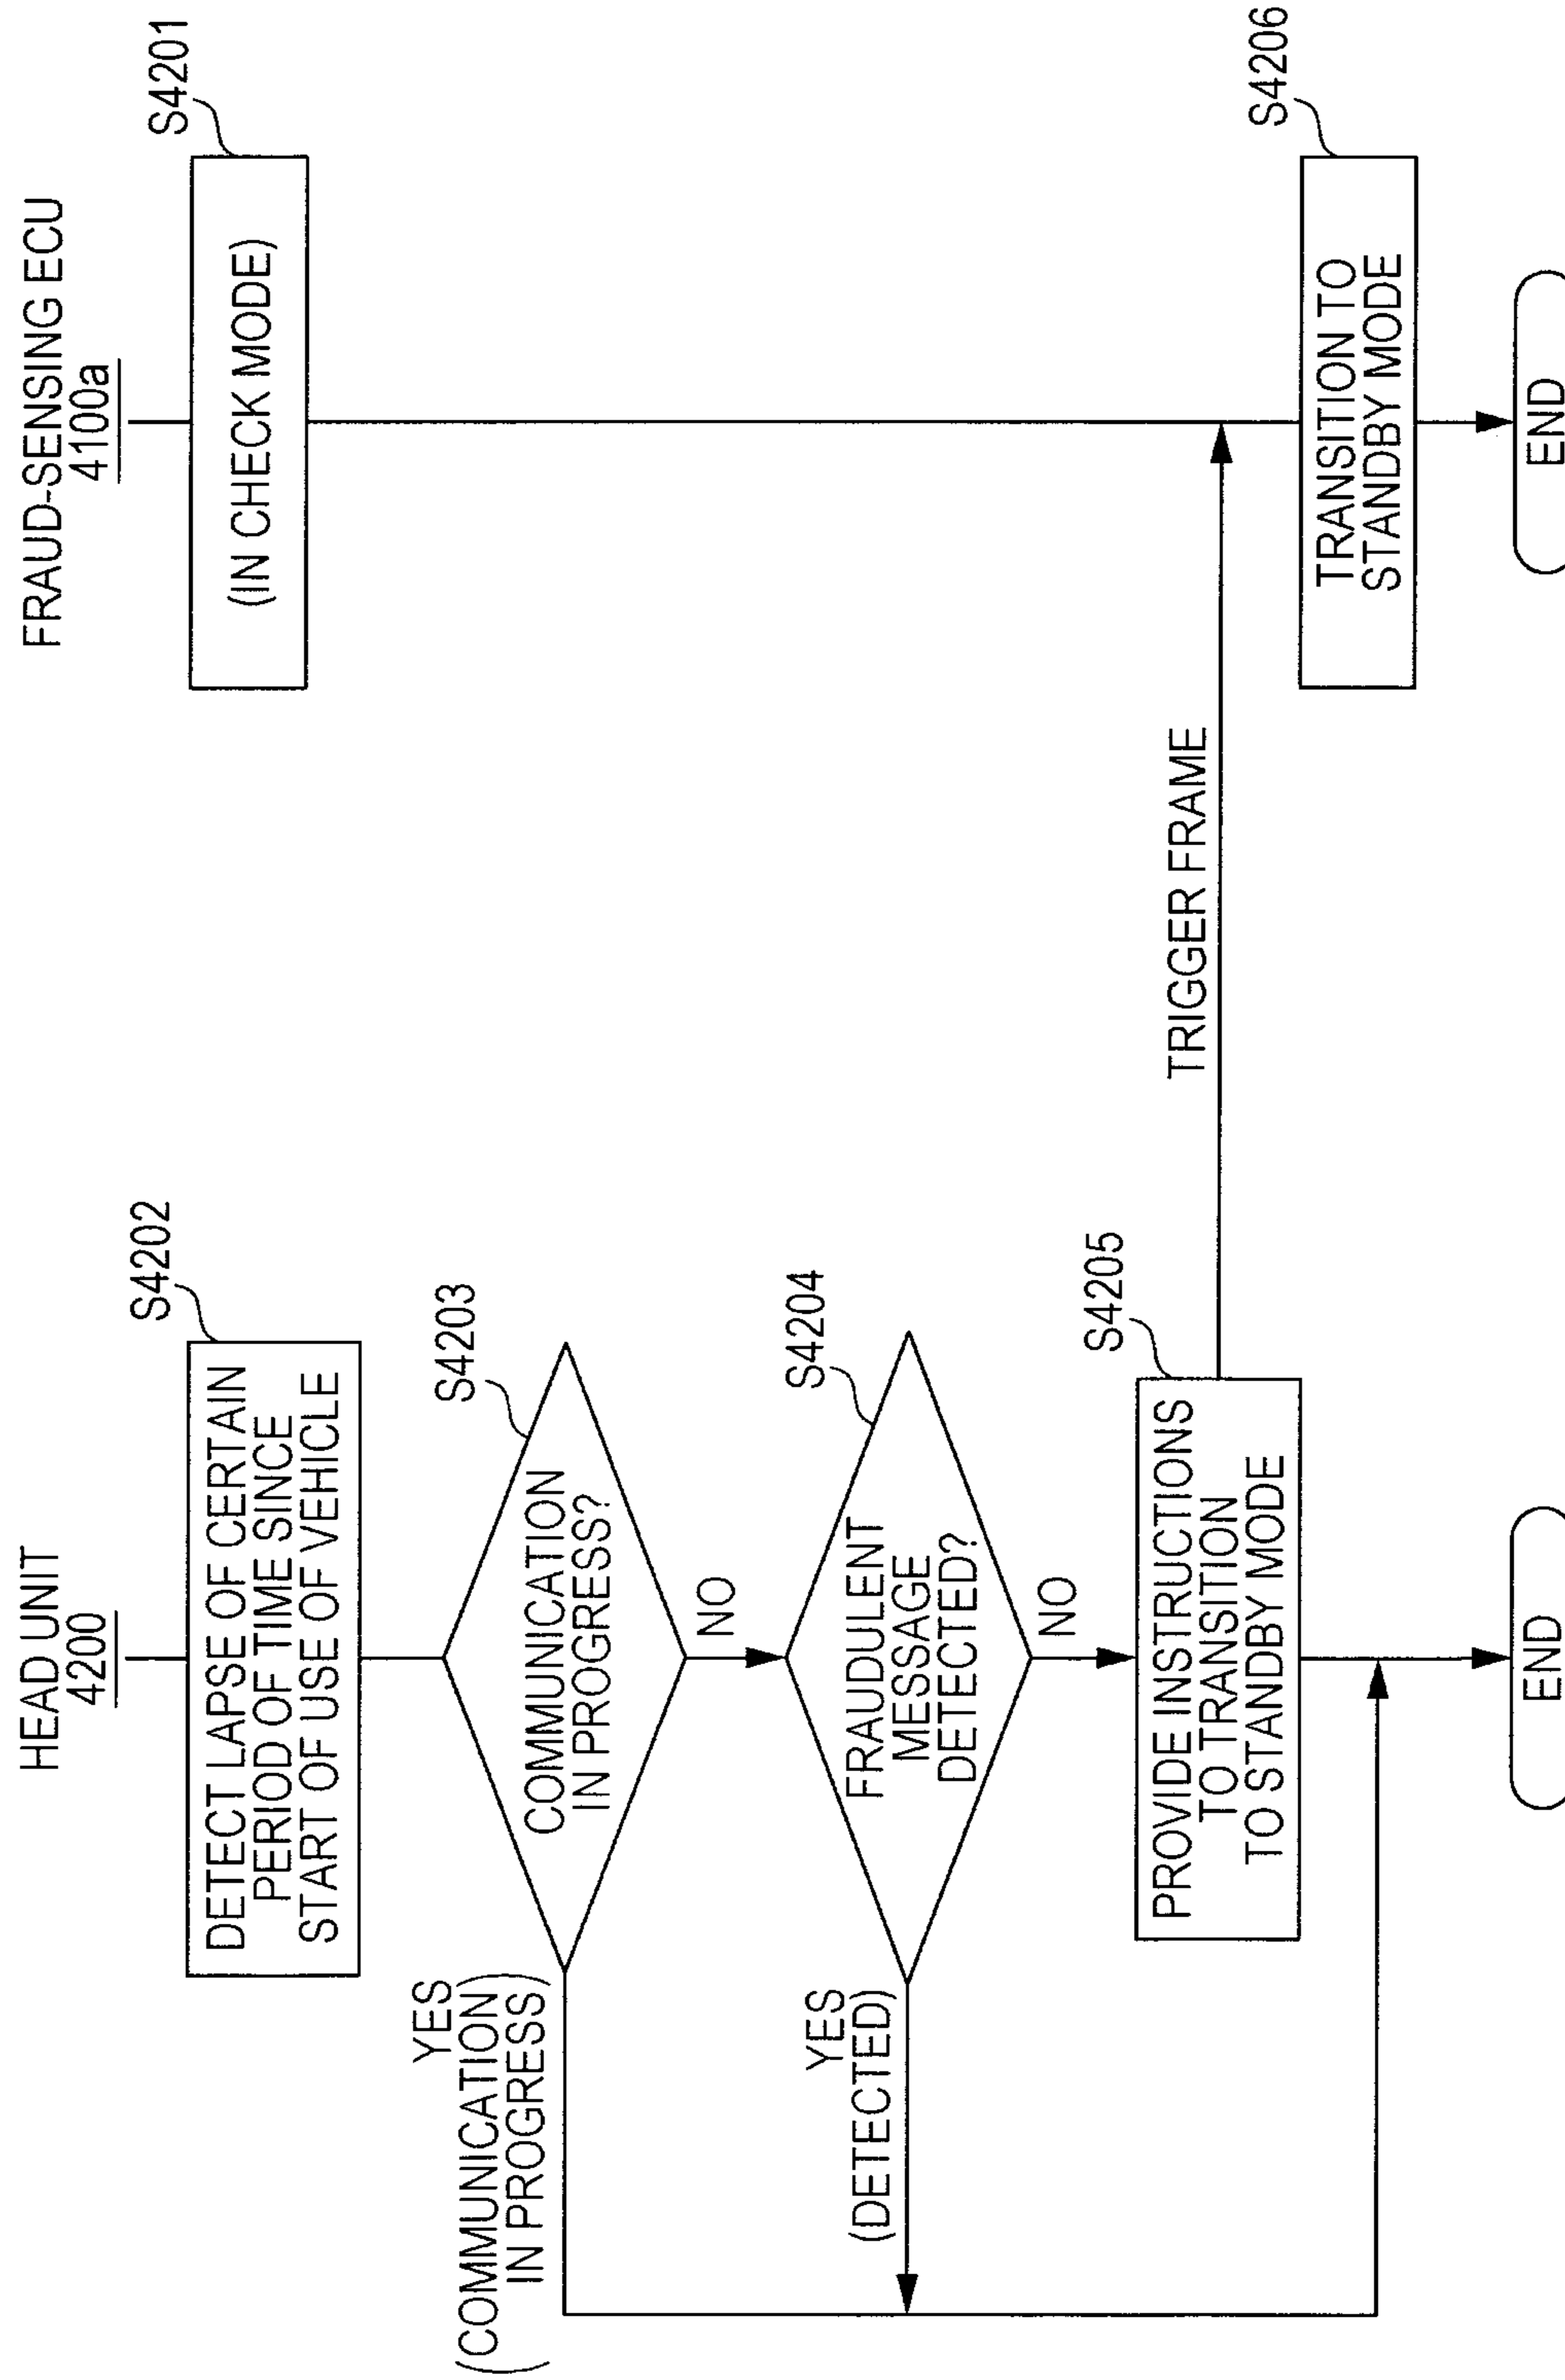 HEAD UNIT
4200
S4202
DETECT LAPSE OF CERTAIN
PERIOD OF TIME SINCE
START OF USE OF VEHICLE
S4203
COMMUNICATION
IN PROGRESS?
YES
(COMMUNICATION
IN PROGRESS)
NO
S4204
FRAUDULENT
MESSAGE
DETECTED?
YES
(DETECTED)
NO
S4205
PROVIDE INSTRUCTIONS
TO TRANSITION
TO STANDBY MODE
END
TRIGGER FRAME
FRAUD-SENSING ECU
4100a
S4201
(IN CHECK MODE)
S4206
TRANSITION TO
STANDBY MODE
END